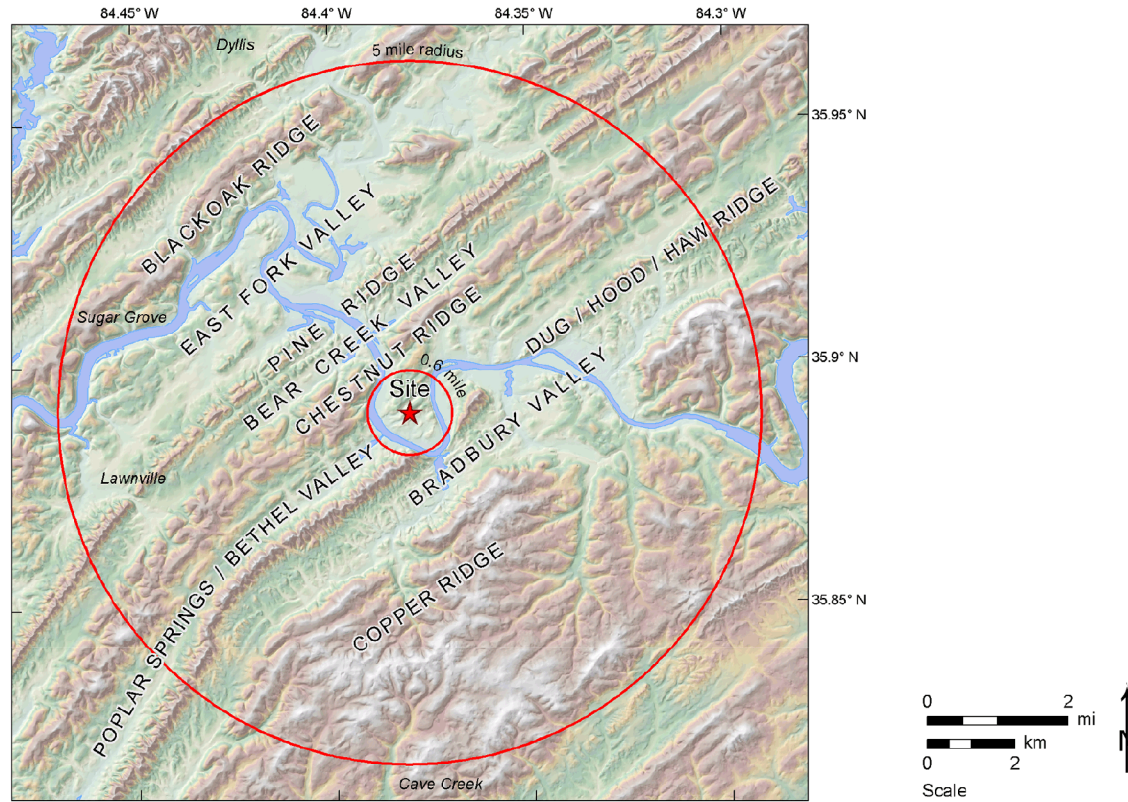 84.45° W
84.4° W
84.35° W
84.3° W
Dyllis
5 mile radius
35.95° N
BLACKOAK RIDGE
EAST FORK VALLEY
DUG / HOOD / HAW RIDGE
PINE RIDGE
BEAR CREEK VALLEY
CHESTNUT RIDGE
Sugar Grove
35.9° N
0.6 mile
Site
BRADBURY VALLEY
Lawnville
POPLAR SPRINGS / BETHEL VALLEY
COPPER RIDGE
35.85° N
Cave Creek
0 2
mi
km
0 2
Scale
N